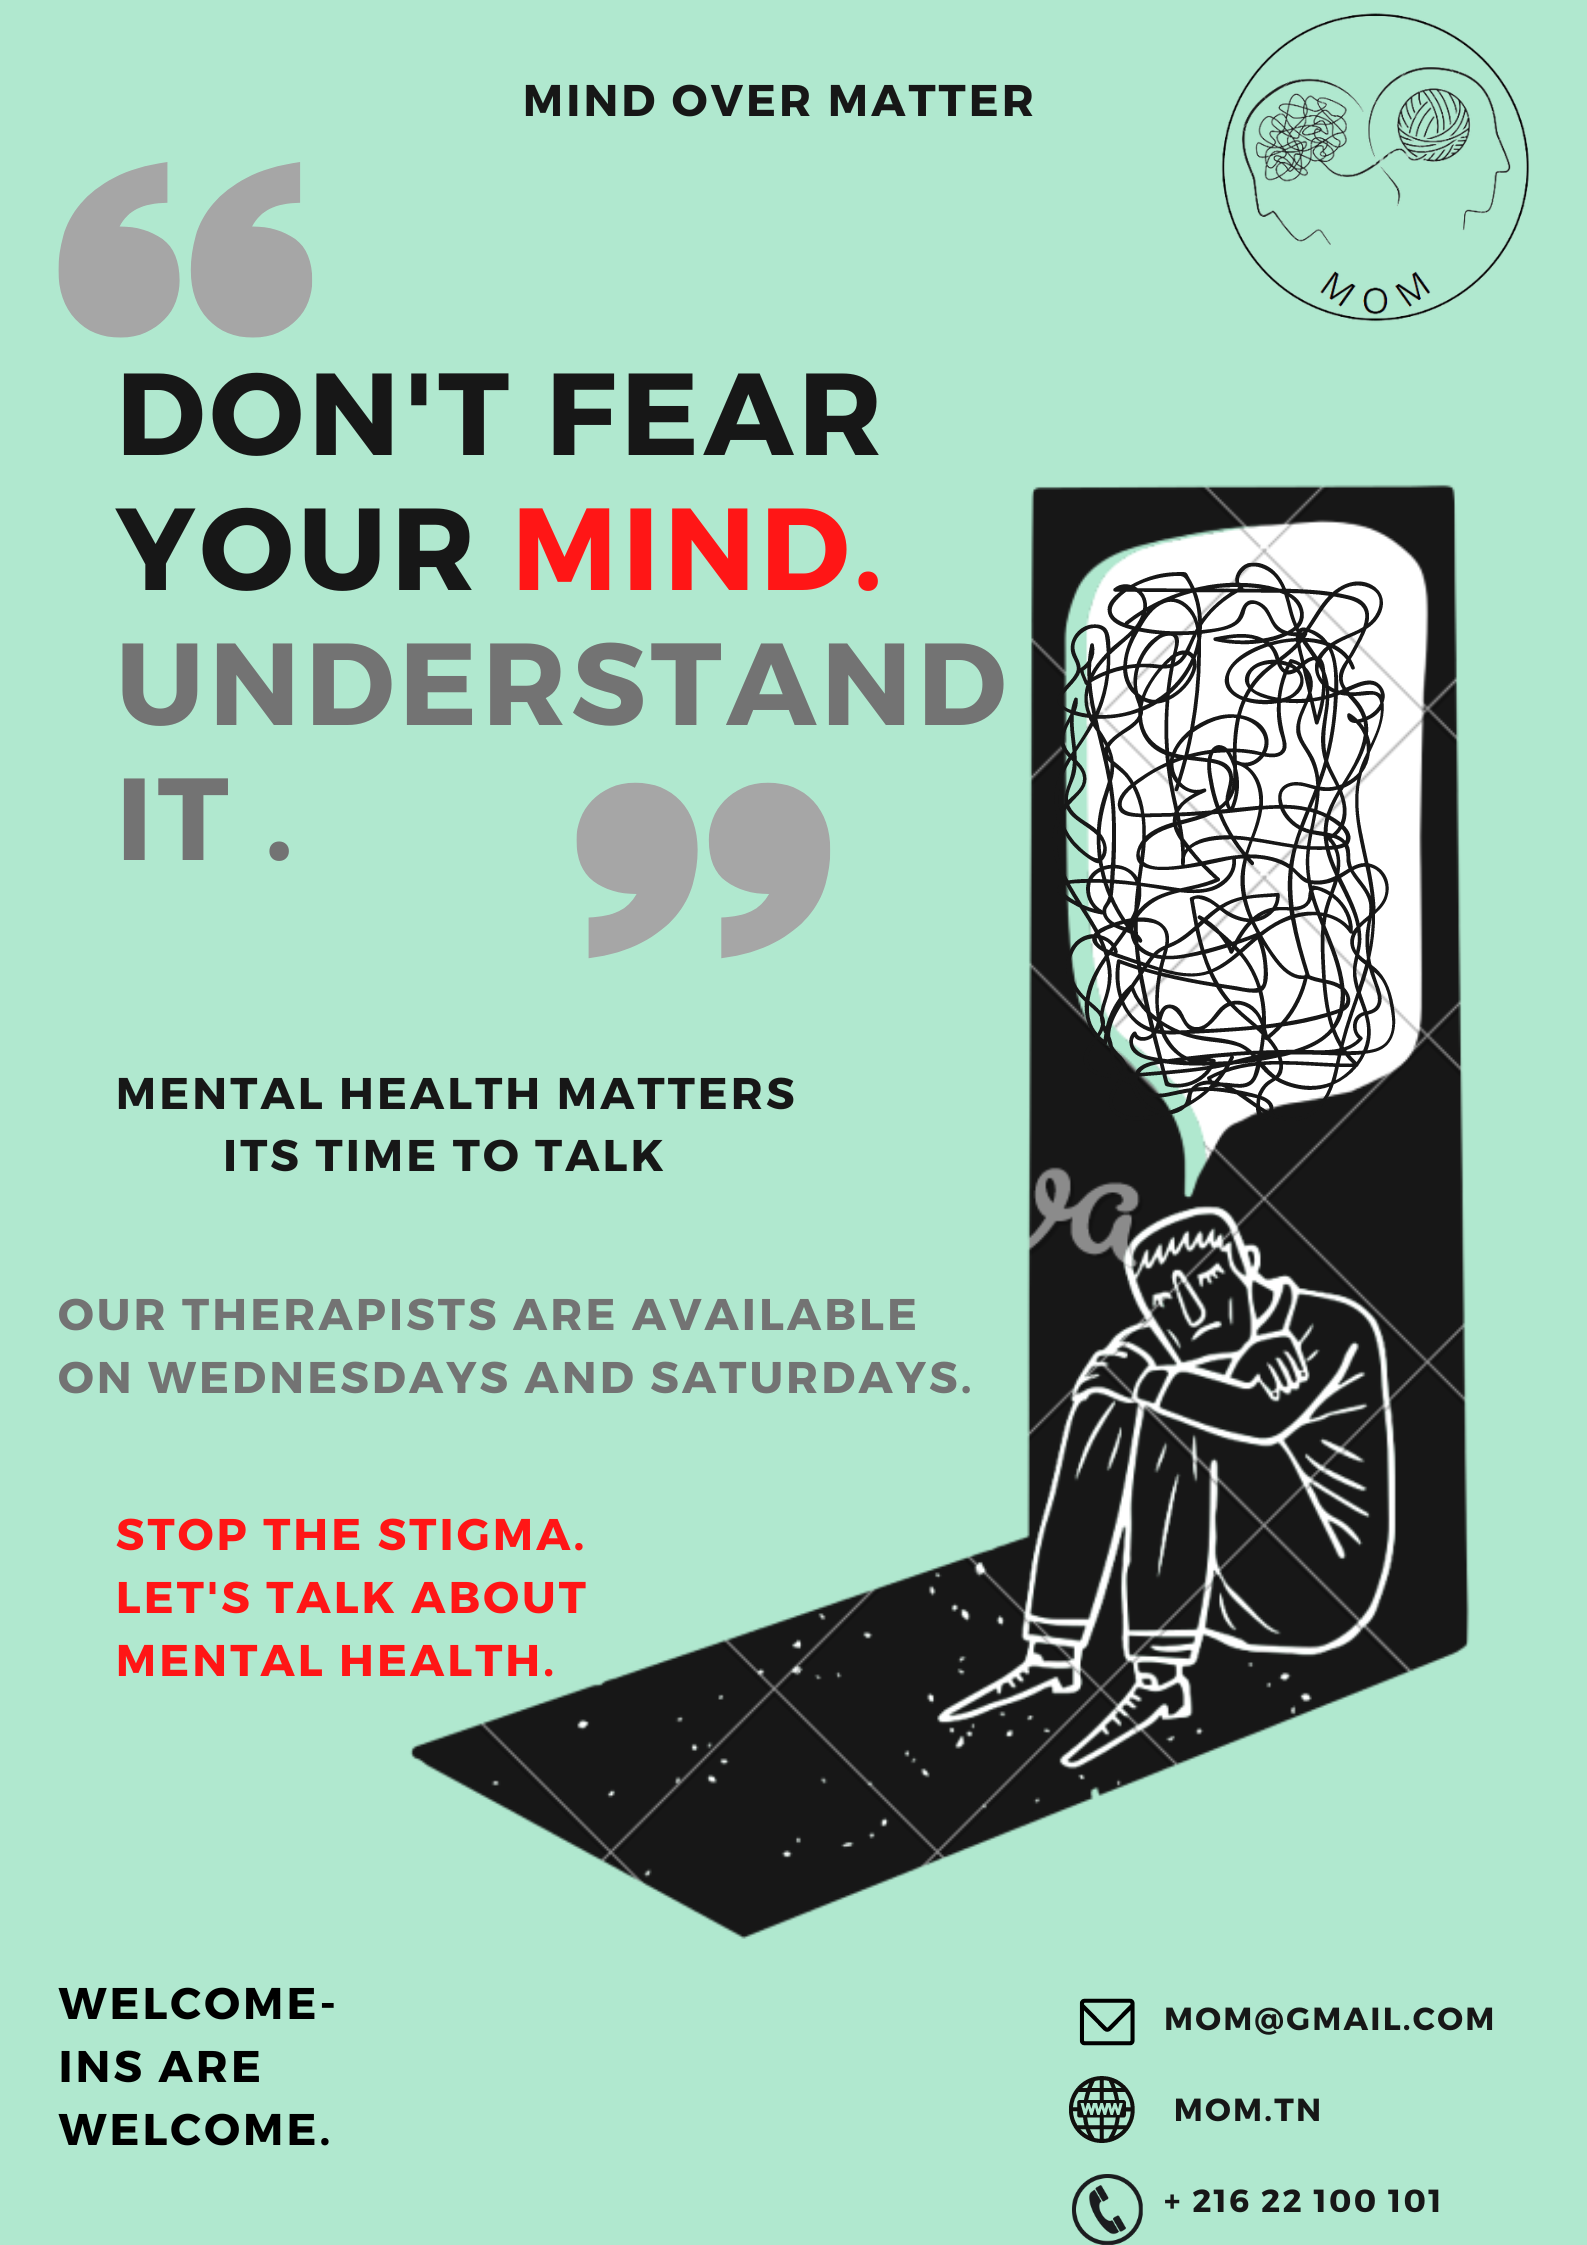 MIND OVER MATTER
MOM
“
DON'T FEAR
YOUR MIND.
UNDERSTAND
IT .
”
MENTAL HEALTH MATTERS
ITS TIME TO TALK
va
OUR THERAPISTS ARE AVAILABLE
ON WEDNESDAYS AND SATURDAYS.
STOP THE STIGMA.
LET'S TALK ABOUT
MENTAL HEALTH.
WELCOME-
INS ARE
WELCOME.
MOM@GMAIL.COM
WWW
MOM.TN
+ 216 22 100 101